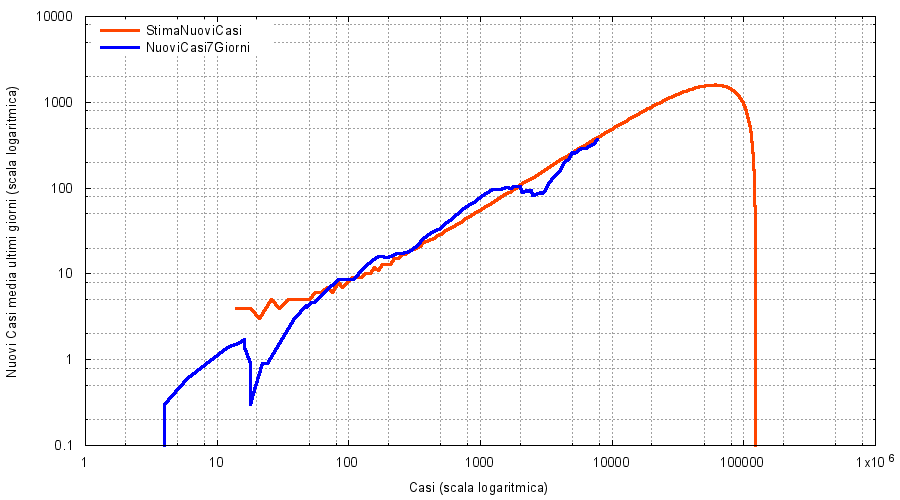 10000
StimaNuoviCasi
NuoviCasi7Giorni
1000
100
10
1
0.1
Nuovi Casi media ultimi giorni (scala logaritmica)
1
10
100
1000
10000
100000
1x10 6
Casi (scala logaritmica)